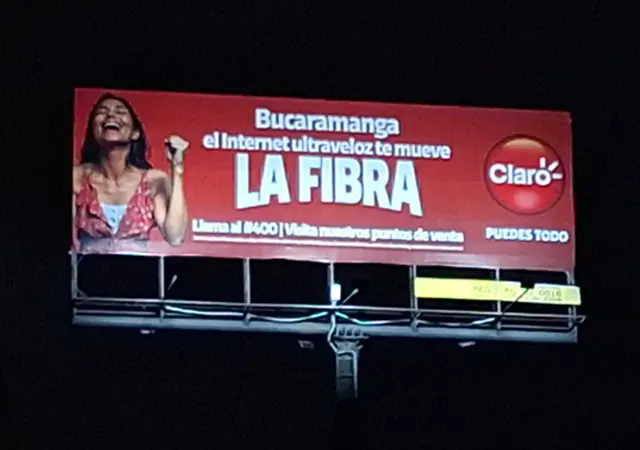 Bucaramanga
el Internet ultraveloz te mueve
LA FIBRA
Llama al #400 | Visita nuestros puntos de venta
Claro
PUEDES TODO